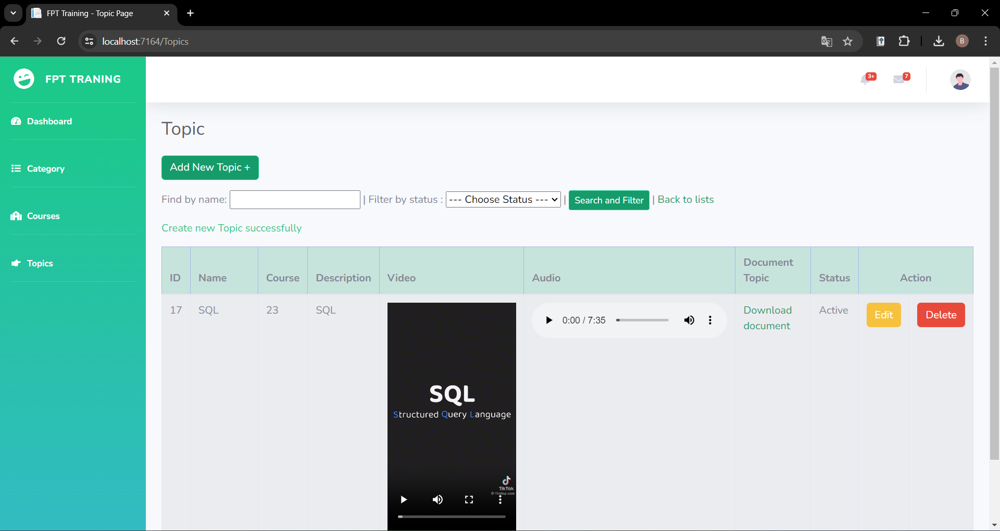 FPT Training - Topic Page
localhost:7164/Topics
B
FPT TRANING
3+
7
Dashboard
Category
Courses
Topics
Topic
Add New Topic +
Find by name: | Filter by status : --- Choose Status --- | Search and Filter | Back to lists
Create new Topic successfully
ID Name Course Description Video Audio Document Topic Status Action
17 SQL 23 SQL
SQL
Structured Query Language
TikTok
@ firelop.com
0:00 / 7:35
Download
document
Active
Edit
Delete